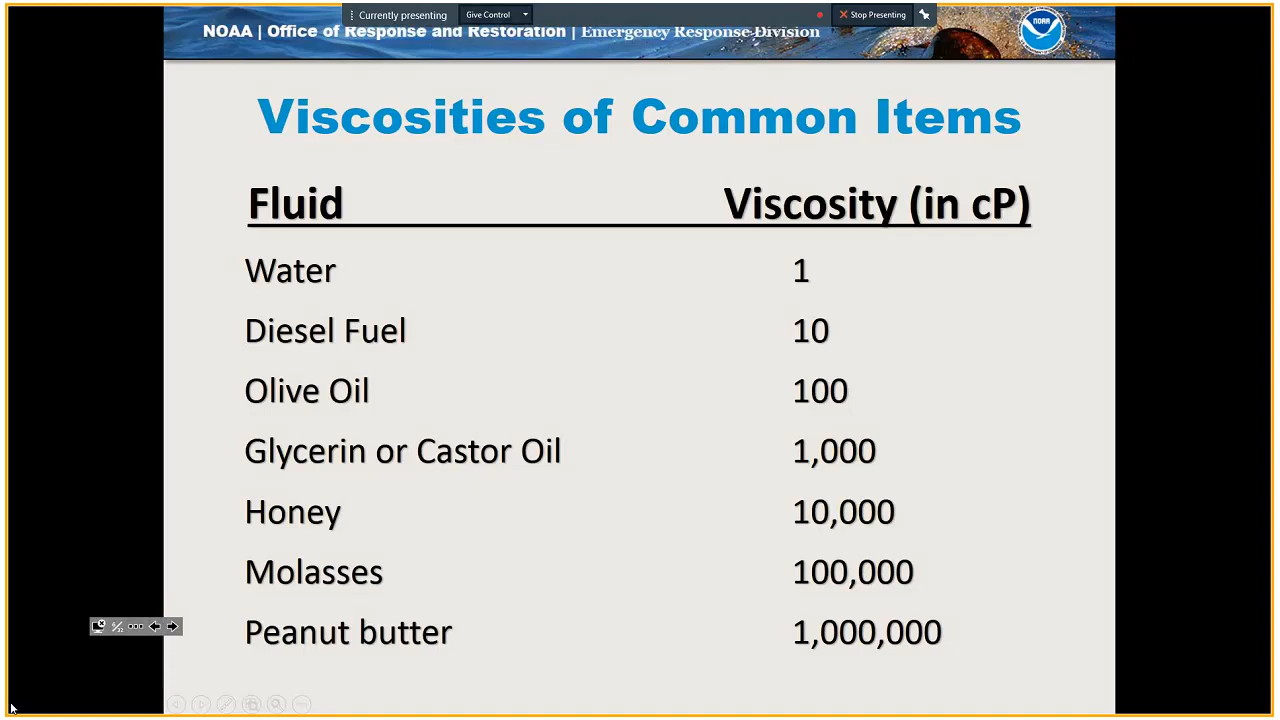 Currently presenting Give Control Stop Presenting
NOAA | Office of Response and Restoration | Emergency Response Division
NOAA
Viscosities of Common Items
Fluid Viscosity (in cP)
Water 1
Diesel Fuel 10
Olive Oil 100
Glycerin or Castor Oil 1,000
Honey 10,000
Molasses 100,000
Peanut butter 1,000,000